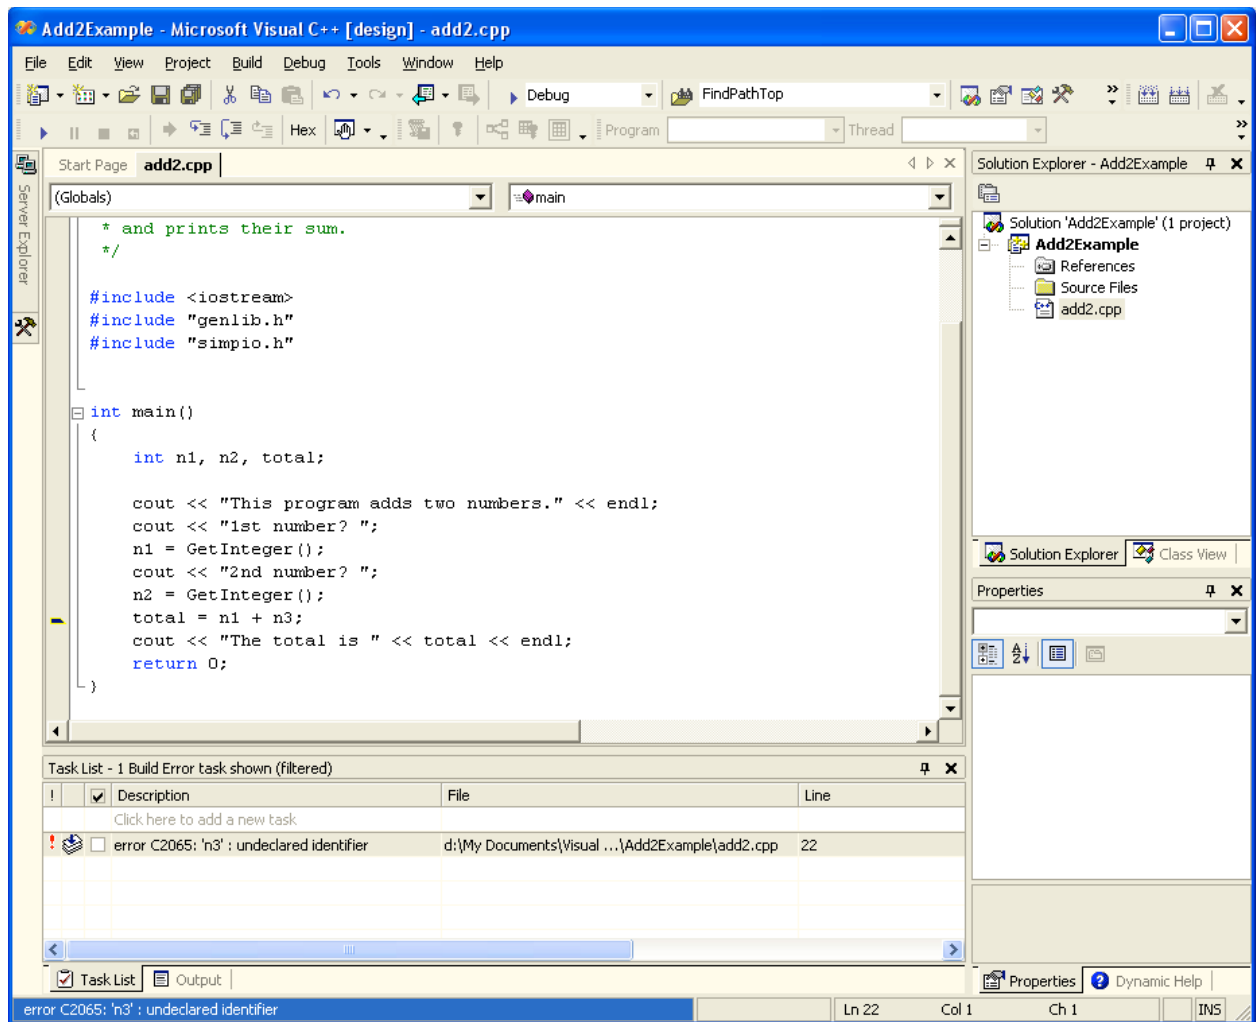 Add2Example - Microsoft Visual C++ [design] - add2.cpp
File Edit View Project Build Debug Tools Window Help
Debug FindPathTop
Hex Program Thread
Server Explorer
Start Page add2.cpp
(Globals) main
* and prints their sum.
*/
#include <iostream>
#include "genlib.h"
#include "simpio.h"
int main()
{
int n1, n2, total;
cout << "This program adds two numbers." << endl;
cout << "1st number? ";
n1 = GetInteger();
cout << "2nd number? ";
n2 = GetInteger();
total = n1 + n3;
cout << "The total is " << total << endl;
return 0;
}
Solution Explorer - Add2Example
Solution 'Add2Example' (1 project)
Add2Example
References
Source Files
add2.cpp
Solution Explorer Class View
Properties
Task List - 1 Build Error task shown (filtered)
! Description File Line
Click here to add a new task
! error C2065: 'n3' : undeclared identifier d:\My Documents\Visual ...\Add2Example\add2.cpp 22
Task List Output
Properties Dynamic Help
error C2065: 'n3' : undeclared identifier Ln 22 Col 1 Ch 1 INS